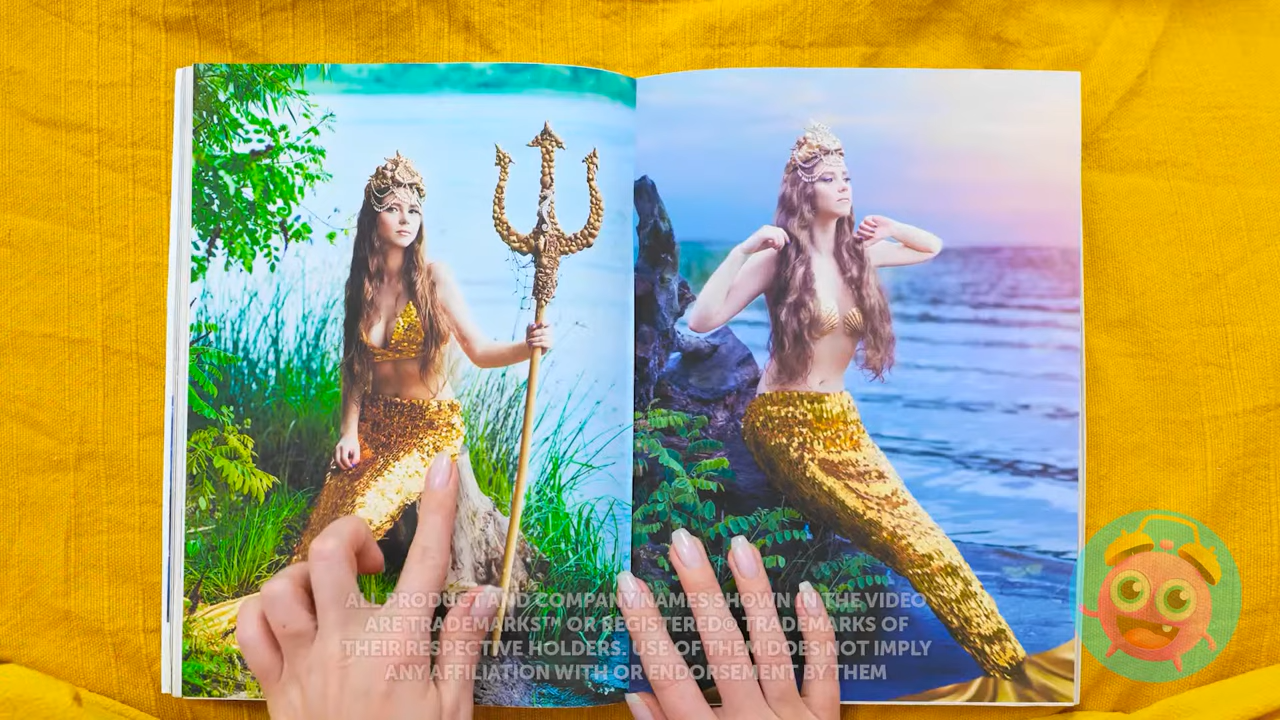 ALL PRODUCT AND COMPANY NAMES SHOWN IN THE VIDEO
ARE TRADEMARKS™ OR REGISTERED® TRADEMARKS OF
THEIR RESPECTIVE HOLDERS. USE OF THEM DOES NOT IMPLY
ANY AFFILIATION WITH OR ENDORSEMENT BY THEM